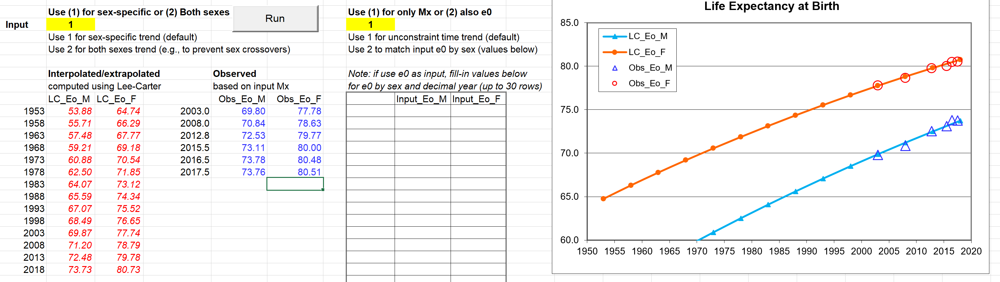 Use (1) for sex-specific or (2) Both sexes
Run
Use (1) for only Mx or (2) also e0
Input 1 1
Use 1 for sex-specific trend (default)
Use 1 for unconstraint time trend (default)
Use 2 for both sexes trend (e.g., to prevent sex crossovers)
Use 2 to match input e0 by sex (values below)
Interpolated/extrapolated
Observed
Note: if use e0 as input, fill-in values below
computed using Lee-Carter
based on input Mx
for e0 by sex and decimal year (up to 30 rows)
LC_Eo_M LC_Eo_F Obs_Eo_M Obs_Eo_F Input_Eo_M Input_Eo_F
1953 53.88 64.74 2003.0 69.80 77.78
1958 55.71 66.29 2008.0 70.84 78.63
1963 57.48 67.77 2012.8 72.53 79.77
1968 59.21 69.18 2015.5 73.11 80.00
1973 60.88 70.54 2016.5 73.78 80.48
1978 62.50 71.85 2017.5 73.76 80.51
1983 64.07 73.12
1988 65.59 74.34
1993 67.07 75.52
1998 68.49 76.65
2003 69.87 77.74
2008 71.20 78.79
2013 72.48 79.78
2018 73.73 80.73
Life Expectancy at Birth
85.0
80.0
75.0
70.0
65.0
60.0
LC_Eo_M
LC_Eo_F
Obs_Eo_M
Obs_Eo_F
1950 1955 1960 1965 1970 1975 1980 1985 1990 1995 2000 2005 2010 2015 2020